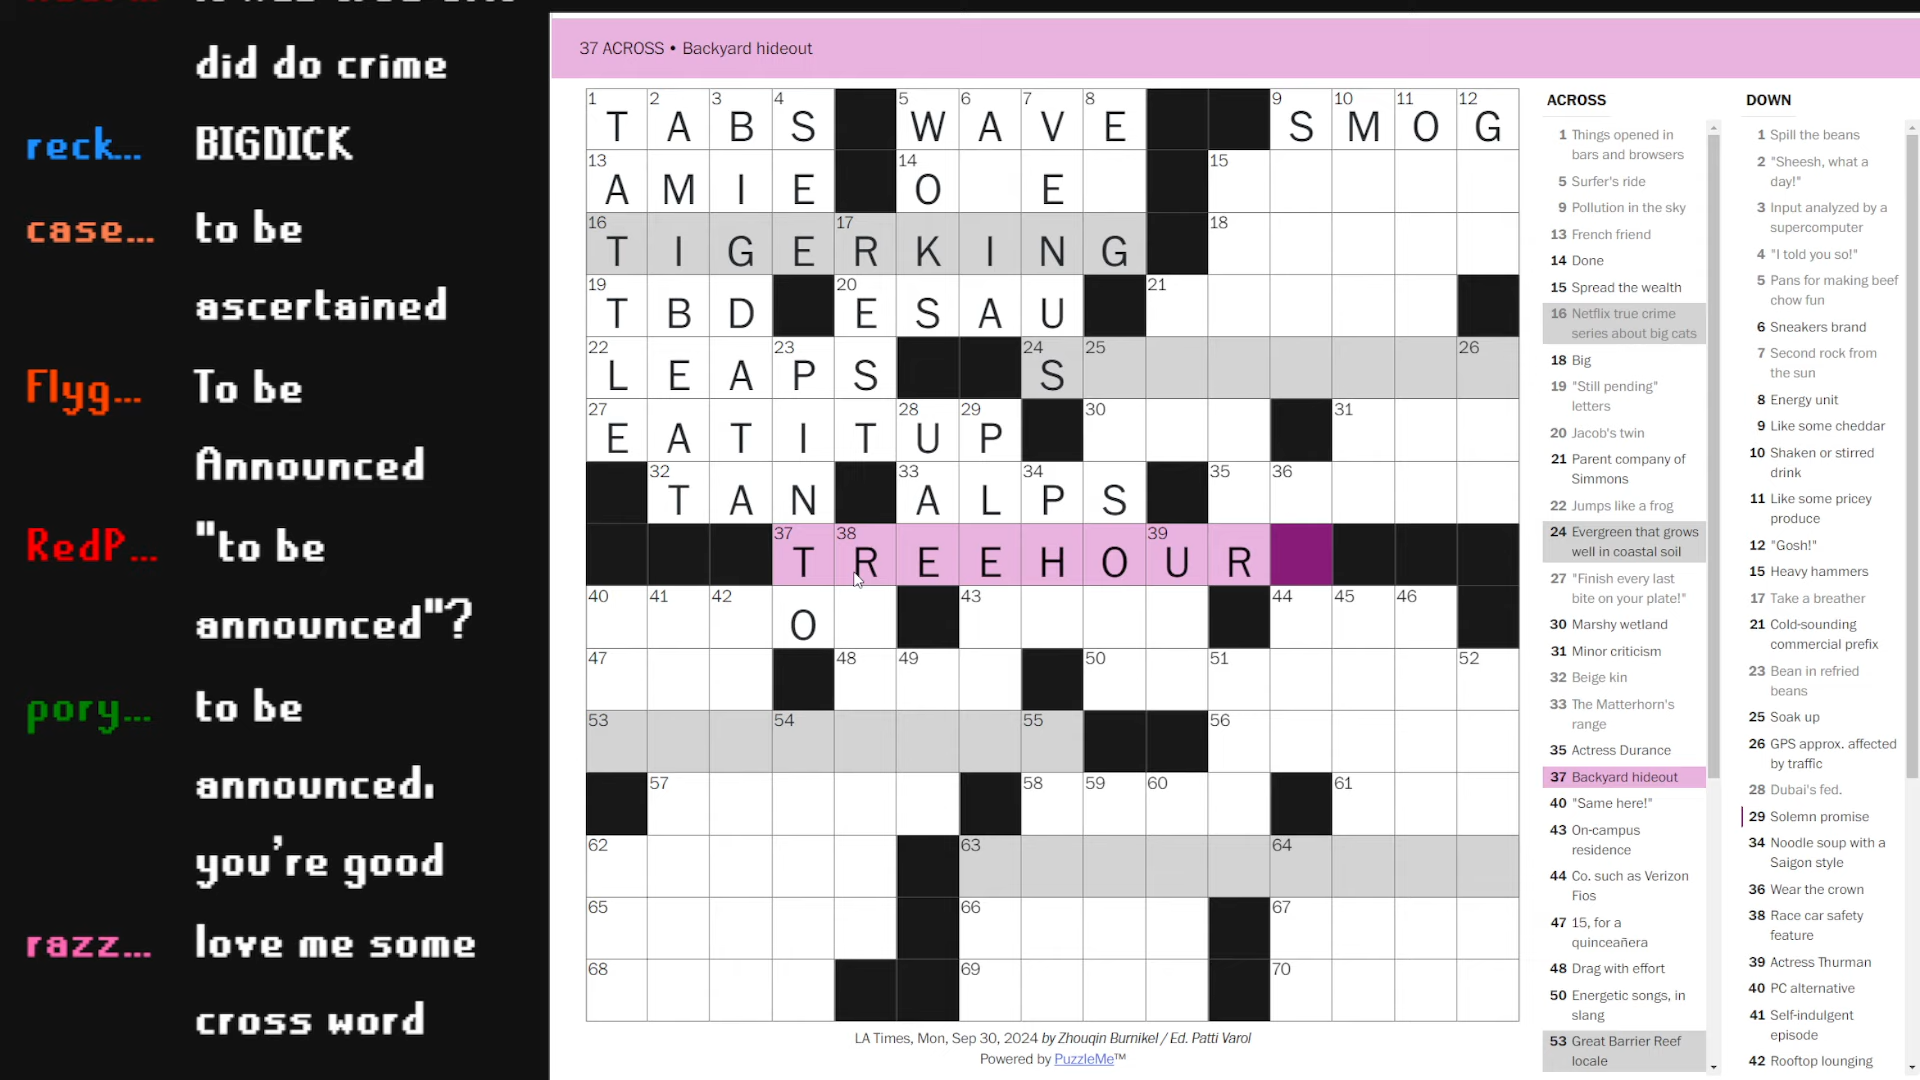 did do crime
reck... BIGDICK
case... to be
ascertained
Flyg... To be
Announced
RedP... "to be
announced"?
pory... to be
announced,
you're good
razz... love me some
cross word
37 ACROSS • Backyard hideout
1 T 2 A 3 B 4 S 5 W 6 A 7 V 8 E 9 S 10 M 11 O 12 G
13 A M I E 14 O E 15
16 T I G E 17 R K I N G 18
19 T B D 20 E S A U 21
22 L E A 23 P S 24 S 25 26
27 E A T I T 28 U 29 P 30 31
32 T A N 33 A L 34 P S 35 36
37 T 38 R E E H O 39 U R
40 41 42 O 43 44 45 46
47 48 49 50 51 52
53 54 55 56
57 58 59 60 61
62 63 64
65 66 67
68 69 70
LA Times, Mon, Sep 30, 2024 by Zhouqin Burnikel / Ed. Patti Varol
Powered by PuzzleMe™
ACROSS
1 Things opened in
bars and browsers
5 Surfer's ride
9 Pollution in the sky
13 French friend
14 Done
15 Spread the wealth
16 Netflix true crime
series about big cats
18 Big
19 "Still pending"
letters
20 Jacob's twin
21 Parent company of
Simmons
22 Jumps like a frog
24 Evergreen that grows
well in coastal soil
27 "Finish every last
bite on your plate!"
30 Marshy wetland
31 Minor criticism
32 Beige kin
33 The Matterhorn's
range
35 Actress Durance
37 Backyard hideout
40 "Same here!"
43 On-campus
residence
44 Co. such as Verizon
Fios
47 15, for a
quinceañera
48 Drag with effort
50 Energetic songs, in
slang
53 Great Barrier Reef
locale
DOWN
1 Spill the beans
2 "Sheesh, what a
day!"
3 Input analyzed by a
supercomputer
4 "I told you so!"
5 Pans for making beef
chow fun
6 Sneakers brand
7 Second rock from
the sun
8 Energy unit
9 Like some cheddar
10 Shaken or stirred
drink
11 Like some pricey
produce
12 "Gosh!"
15 Heavy hammers
17 Take a breather
21 Cold-sounding
commercial prefix
23 Bean in refried
beans
25 Soak up
26 GPS approx. affected
by traffic
28 Dubai's fed.
29 Solemn promise
34 Noodle soup with a
Saigon style
36 Wear the crown
38 Race car safety
feature
39 Actress Thurman
40 PC alternative
41 Self-indulgent
episode
42 Rooftop lounging